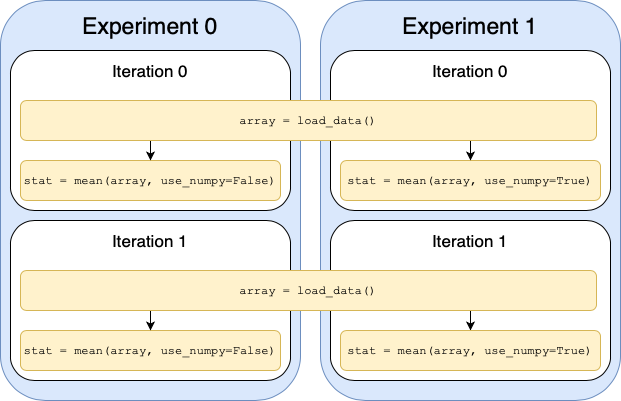 Experiment 0
Experiment 1
Iteration 0
Iteration 0
array = load_data()
stat = mean(array, use_numpy=False)
stat = mean(array, use_numpy=True)
Iteration 1
Iteration 1
array = load_data()
stat = mean(array, use_numpy=False)
stat = mean(array, use_numpy=True)